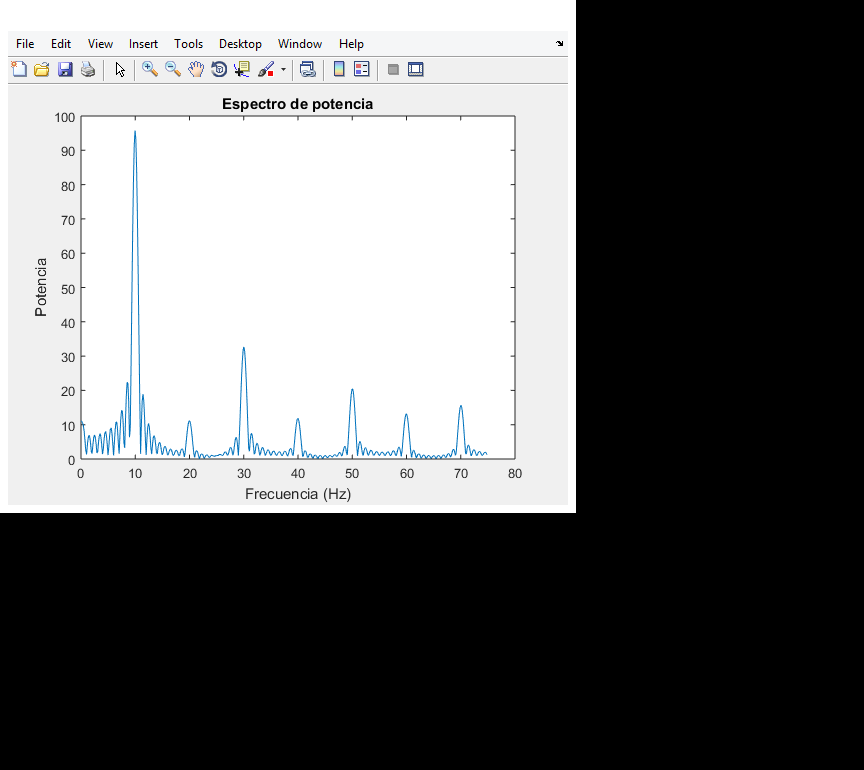 File Edit View Insert Tools Desktop Window Help
Espectro de potencia
100
90
80
70
60
50
40
30
20
10
0
Potencia
0 10 20 30 40 50 60 70 80
Frecuencia (Hz)